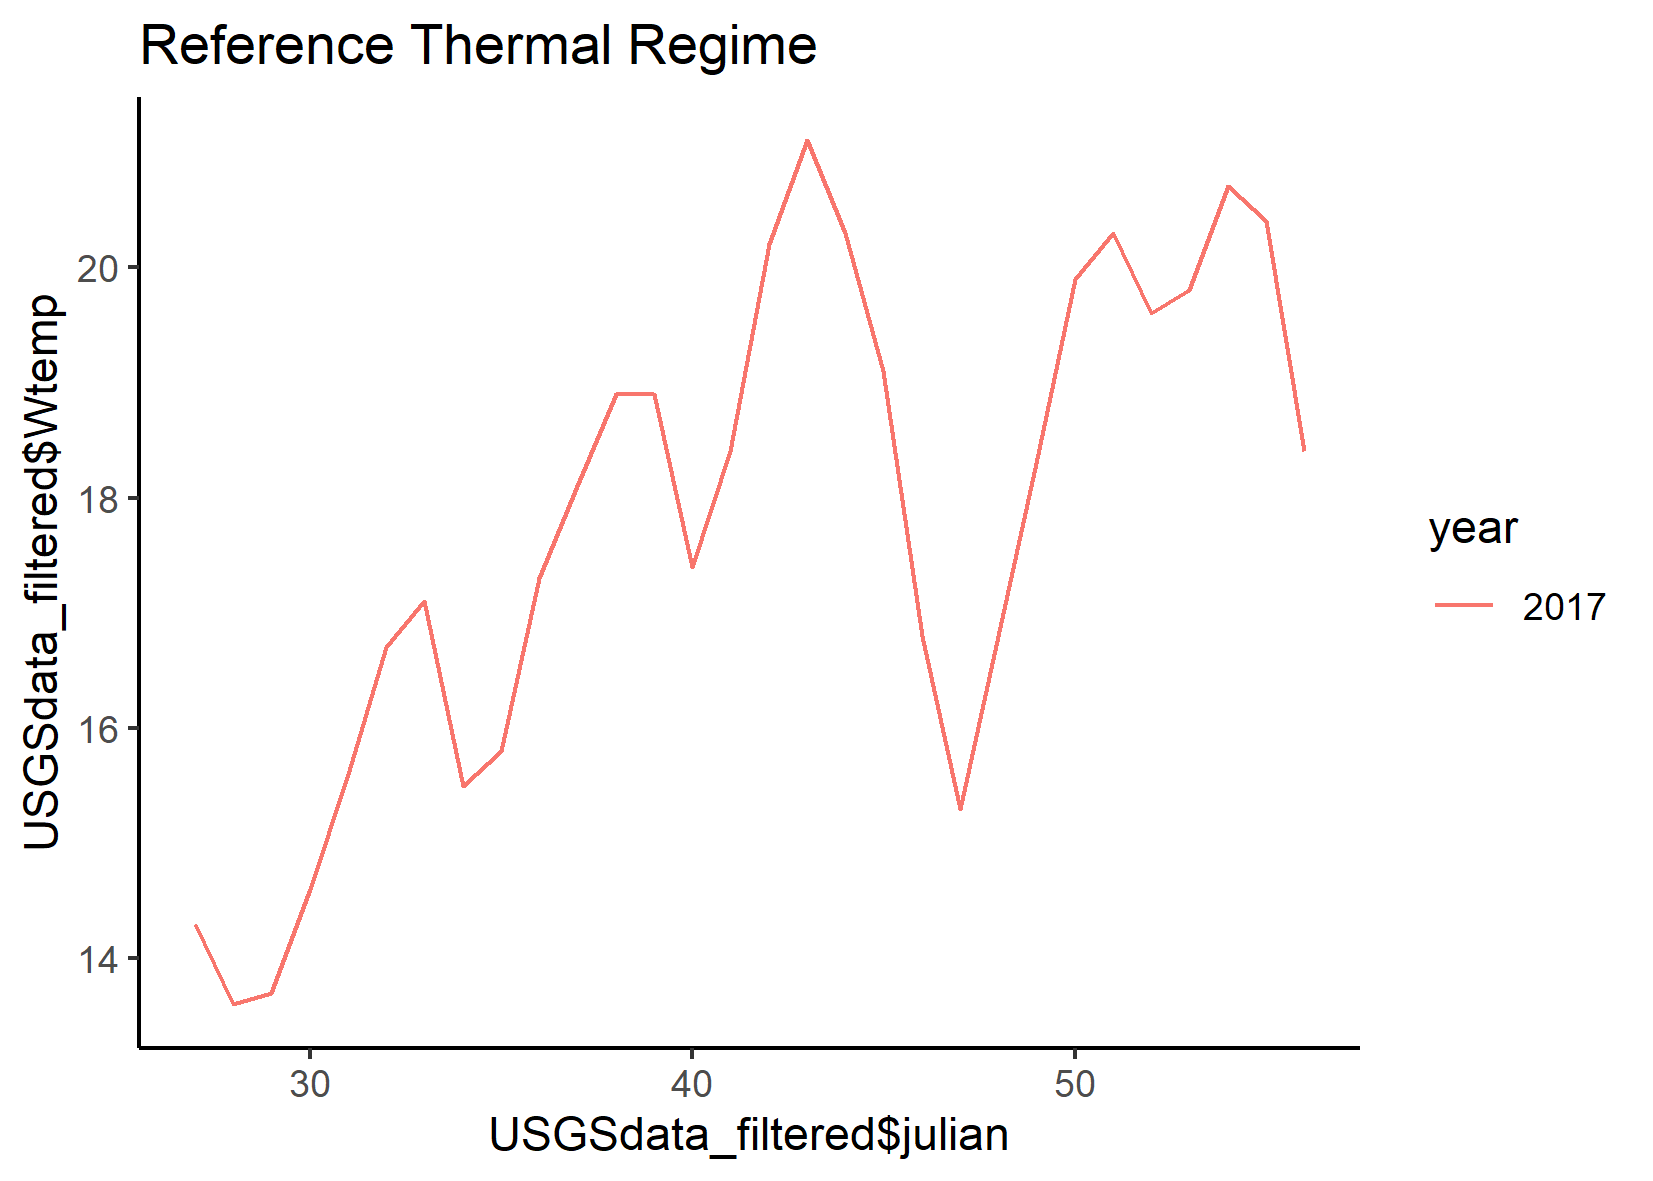 Reference Thermal Regime
USGSdata_filtered$Wtemp
20
18
16
14
30
40
50
USGSdata_filtered$julian
year
2017